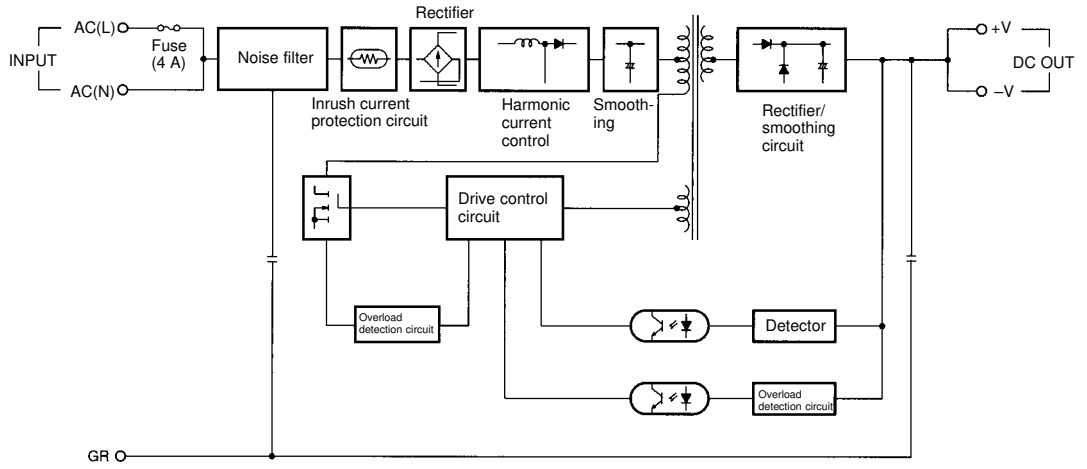 AC(L)
INPUT
AC(N)
Fuse
(4 A)
Noise filter
Inrush current
protection circuit
Rectifier
Harmonic
current
control
Smooth-
ing
Rectifier/
smoothing
circuit
+V
DC OUT
−V
Drive control
circuit
Overload
detection circuit
Detector
Overload
detection circuit
GR